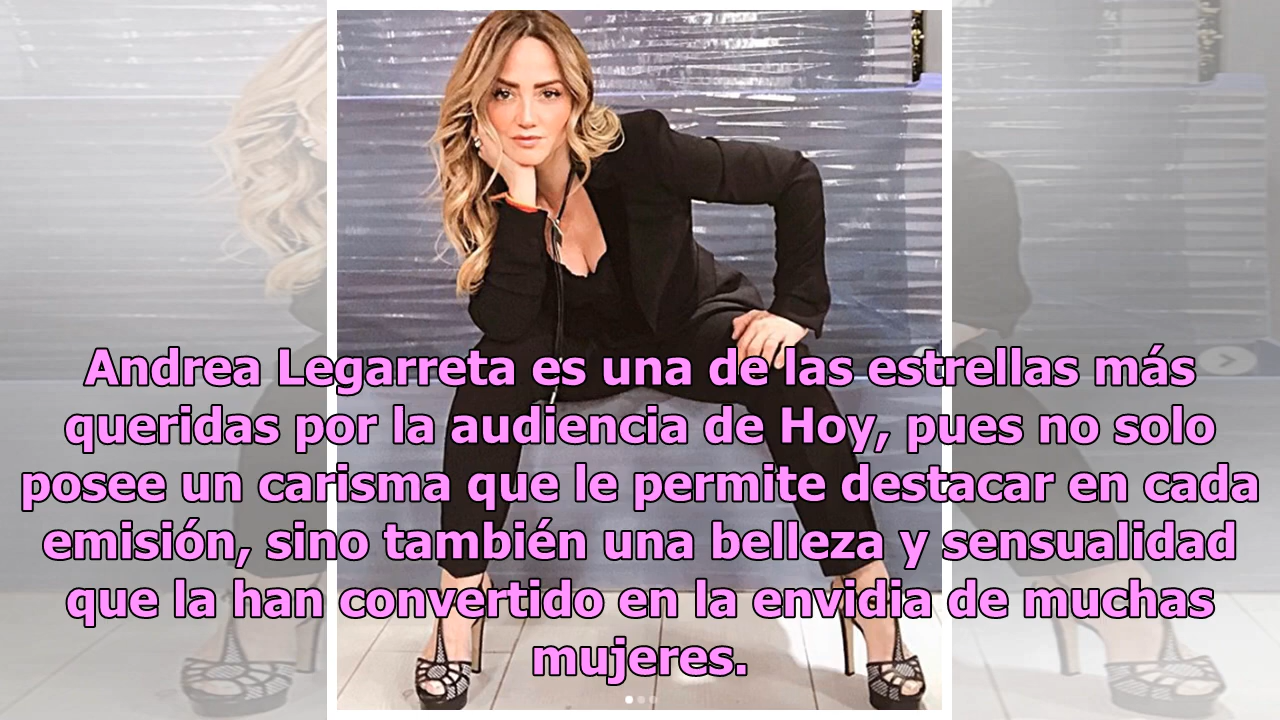 Andrea Legarreta es una de las estrellas más
queridas por la audiencia de Hoy, pues no solo
posee un carisma que le permite destacar en cada
emisión, sino también una belleza y sensualidad
que la han convertido en la envidia de muchas
mujeres.